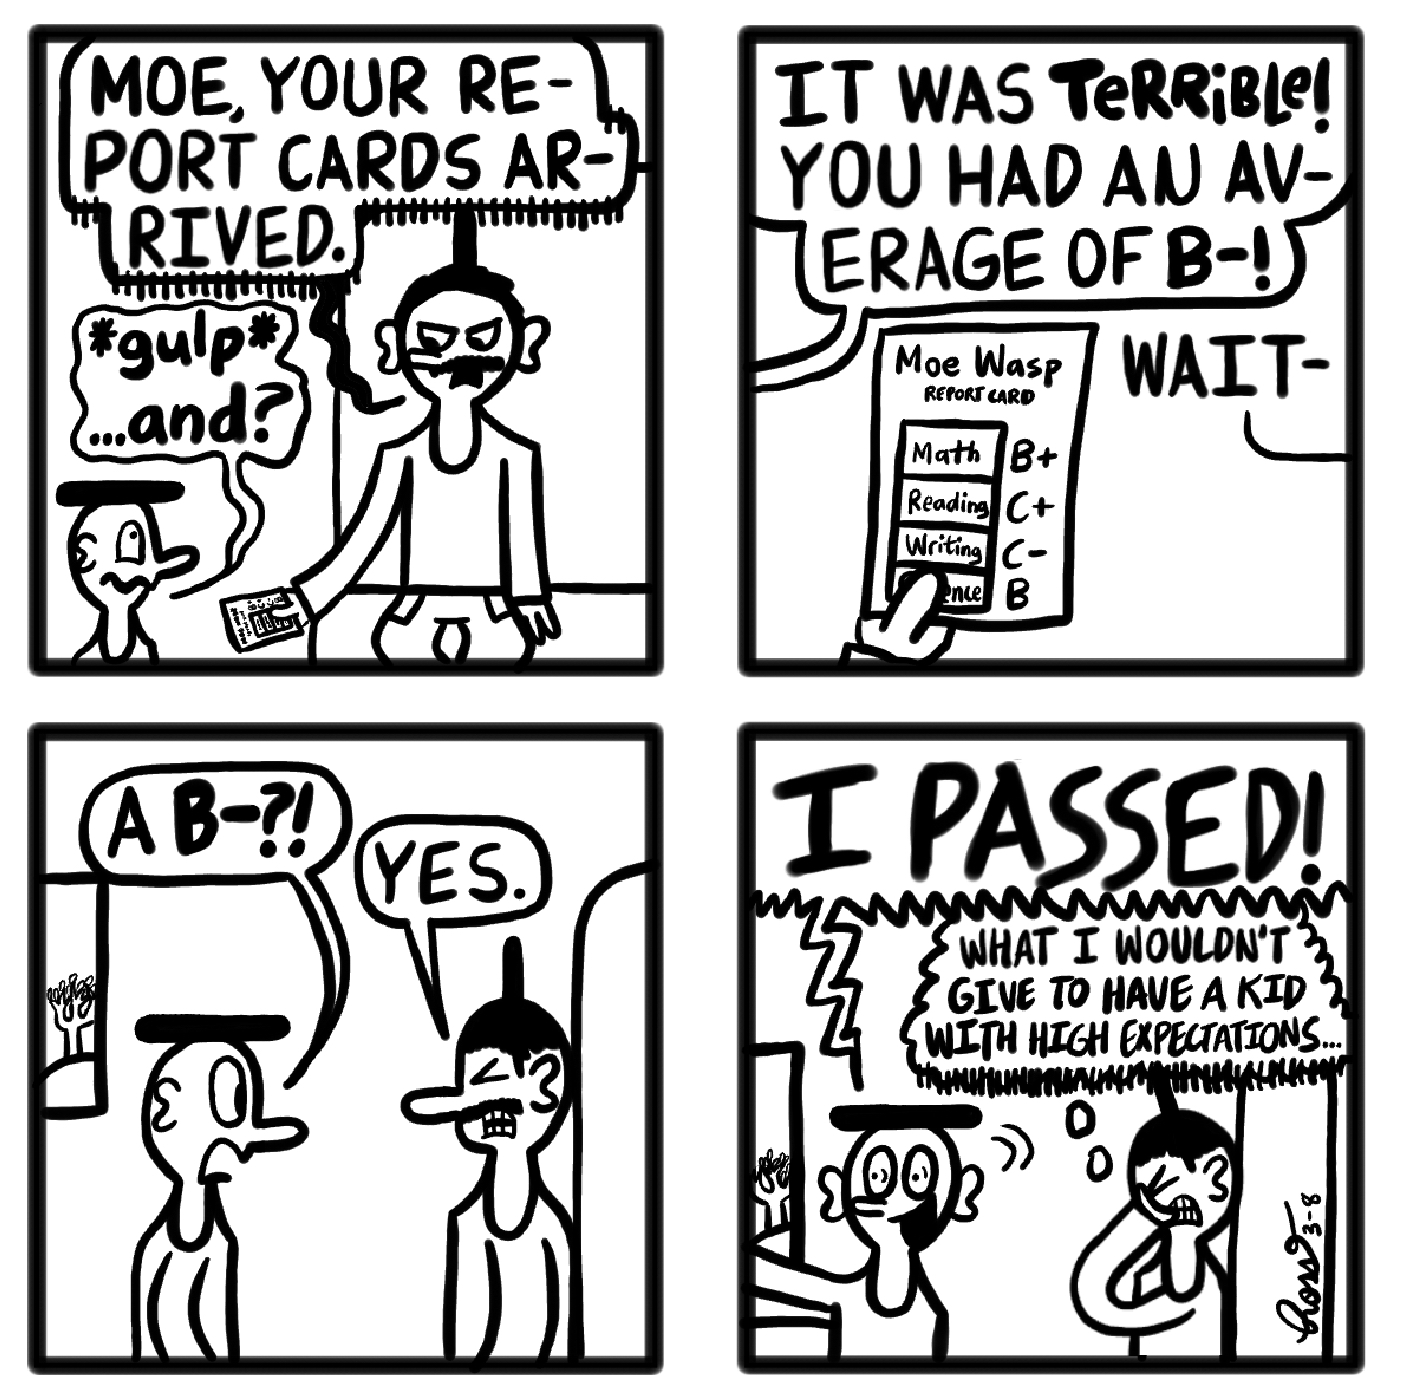 MOE, YOUR RE-
PORT CARDS AR-
RIVED.
*gulp*
...and?
IT WAS TeRRiBLe!
YOU HAD AN AV-
ERAGE OF B-!
WAIT-
Moe Wasp
REPORT CARD
Math B+
Reading C+
Writing C-
ence B
A B-?!
YES.
I PASSED!
WHAT I WOULDN'T
GIVE TO HAVE A KID
WITH HIGH EXPECTATIONS...
3-8